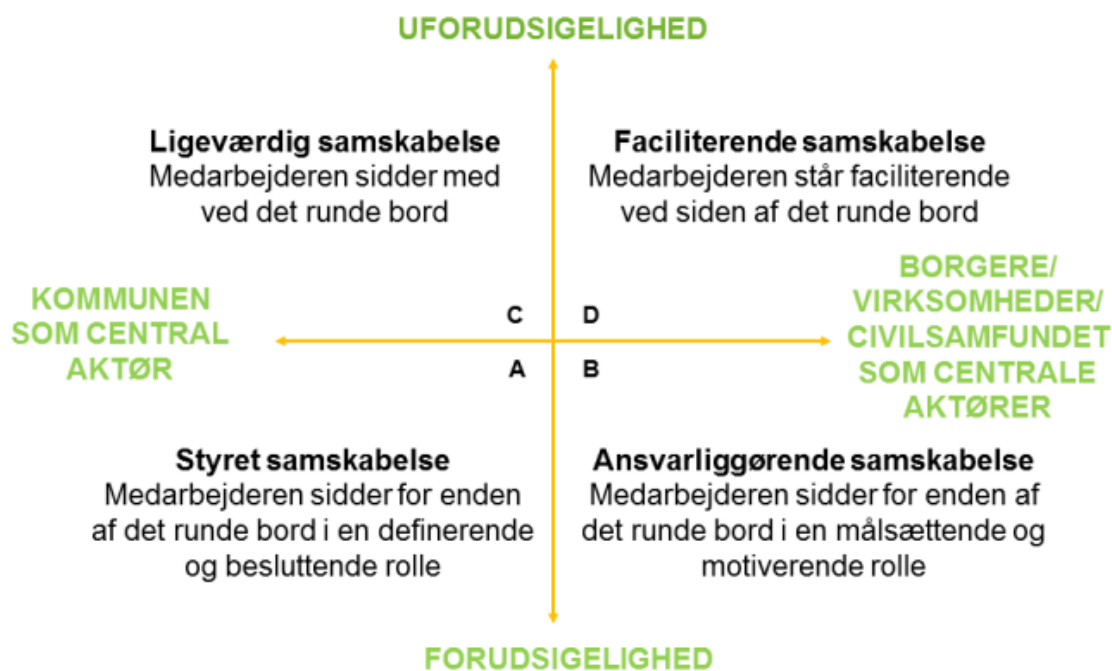 UFORUDSIGELIGHED
Ligeværdig samskabelse
Medarbejderen sidder med
ved det runde bord
Faciliterende samskabelse
Medarbejderen står faciliterende
ved siden af det runde bord
KOMMUNEN
SOM CENTRAL
AKTØR
C
D
A
B
BORGERE/
VIRKSOMHEDER/
CIVILSAMFUNDET
SOM CENTRALE
AKTØRER
Styret samskabelse
Medarbejderen sidder for enden
af det runde bord i en definerende
og besluttende rolle
Ansvarliggørende samskabelse
Medarbejderen sidder for enden af
det runde bord i en målsættende og
motiverende rolle
FORUDSIGELIGHED